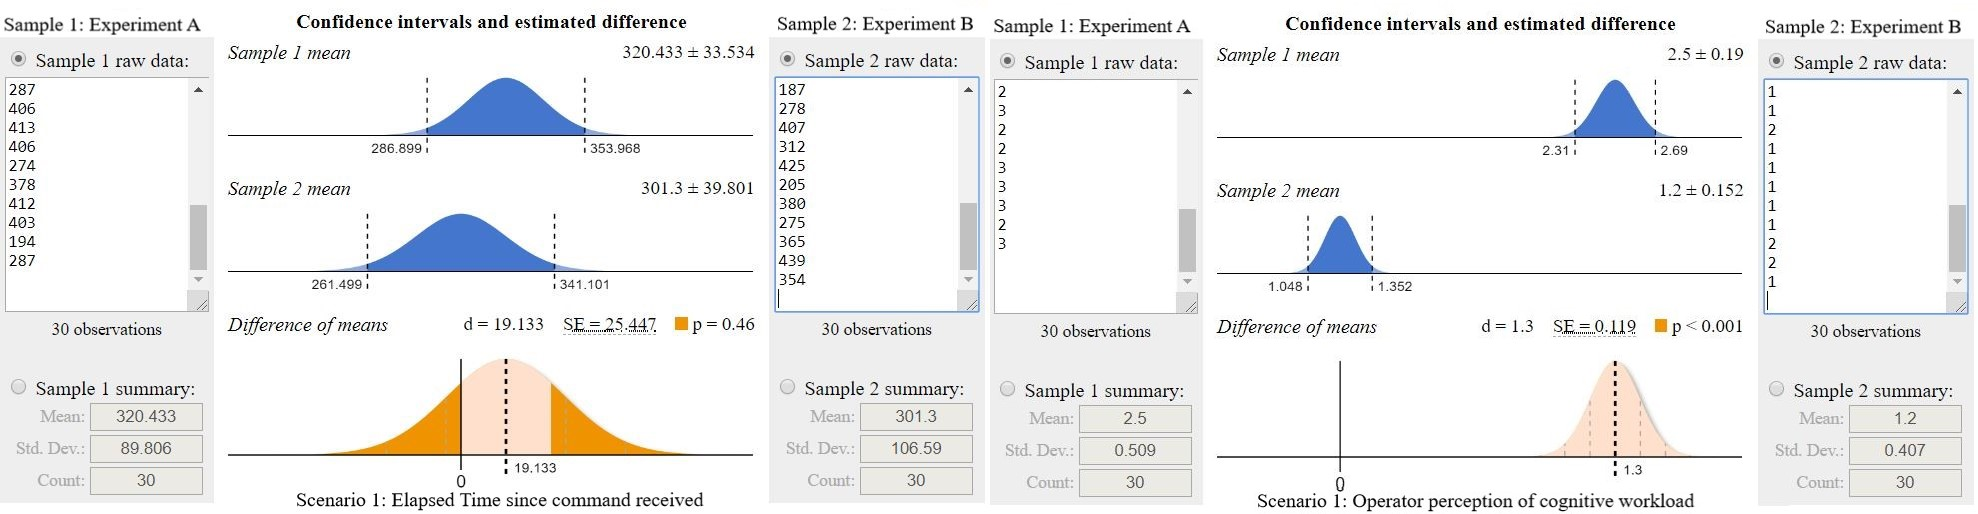 Sample 1: Experiment A
Sample 1 raw data:
287
406
413
406
274
378
412
403
194
287
30 observations
Sample 1 summary:
Mean: 320.433
Std. Dev.: 89.806
Count: 30
Confidence intervals and estimated difference
Sample 1 mean 320.433 ± 33.534
286.899 353.968
Sample 2 mean 301.3 ± 39.801
261.499 341.101
Difference of means d = 19.133 SE = 25.447 p = 0.46
19.133
0
Scenario 1: Elapsed Time since command received
Sample 2: Experiment B
Sample 2 raw data:
187
278
407
312
425
205
380
275
365
439
354
30 observations
Sample 2 summary:
Mean: 301.3
Std. Dev.: 106.59
Count: 30
Sample 1: Experiment A
Sample 1 raw data:
2
3
2
2
3
3
3
2
3
30 observations
Sample 1 summary:
Mean: 2.5
Std. Dev.: 0.509
Count: 30
Confidence intervals and estimated difference
Sample 1 mean 2.5 ± 0.19
2.31 2.69
Sample 2 mean 1.2 ± 0.152
1.048 1.352
Difference of means d = 1.3 SE = 0.119 p < 0.001
1.3
0
Scenario 1: Operator perception of cognitive workload
Sample 2: Experiment B
Sample 2 raw data:
1
1
2
1
1
1
1
1
2
2
1
30 observations
Sample 2 summary:
Mean: 1.2
Std. Dev.: 0.407
Count: 30